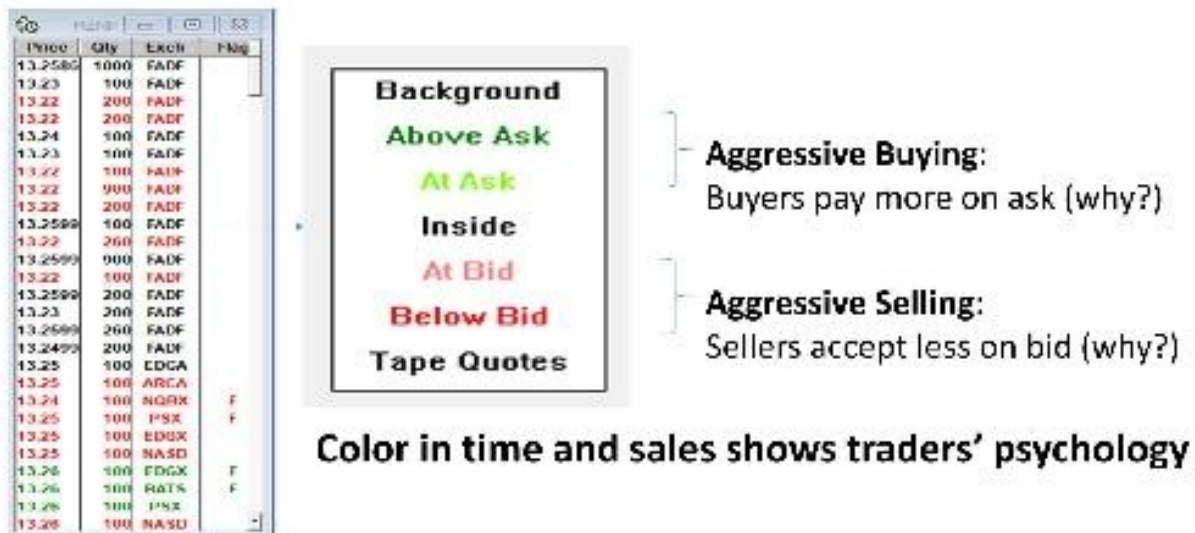 Price Qty Exch Flag
13.2586 1000 FADF
13.23 100 FADF
13.22 200 FADF
13.22 200 FADF
13.24 100 FADF
13.23 100 FADF
13.22 100 FADF
13.22 900 FADF
13.22 200 FADF
13.2599 100 FADF
13.22 260 FADF
13.2599 900 FADF
13.22 100 FADF
13.2599 200 FADF
13.23 200 FADF
13.2599 260 FADF
13.2499 200 FADF
13.25 100 EDGA
13.25 100 ARCA
13.24 100 NQBX F
13.25 100 PSX F
13.25 100 EDGX
13.25 100 NASD
13.26 100 EDGX F
13.26 100 BATS F
13.26 100 PSX
13.26 100 NASD
Background
Above Ask
At Ask
Inside
At Bid
Below Bid
Tape Quotes
Aggressive Buying:
Buyers pay more on ask (why?)
Aggressive Selling:
Sellers accept less on bid (why?)
Color in time and sales shows traders' psychology